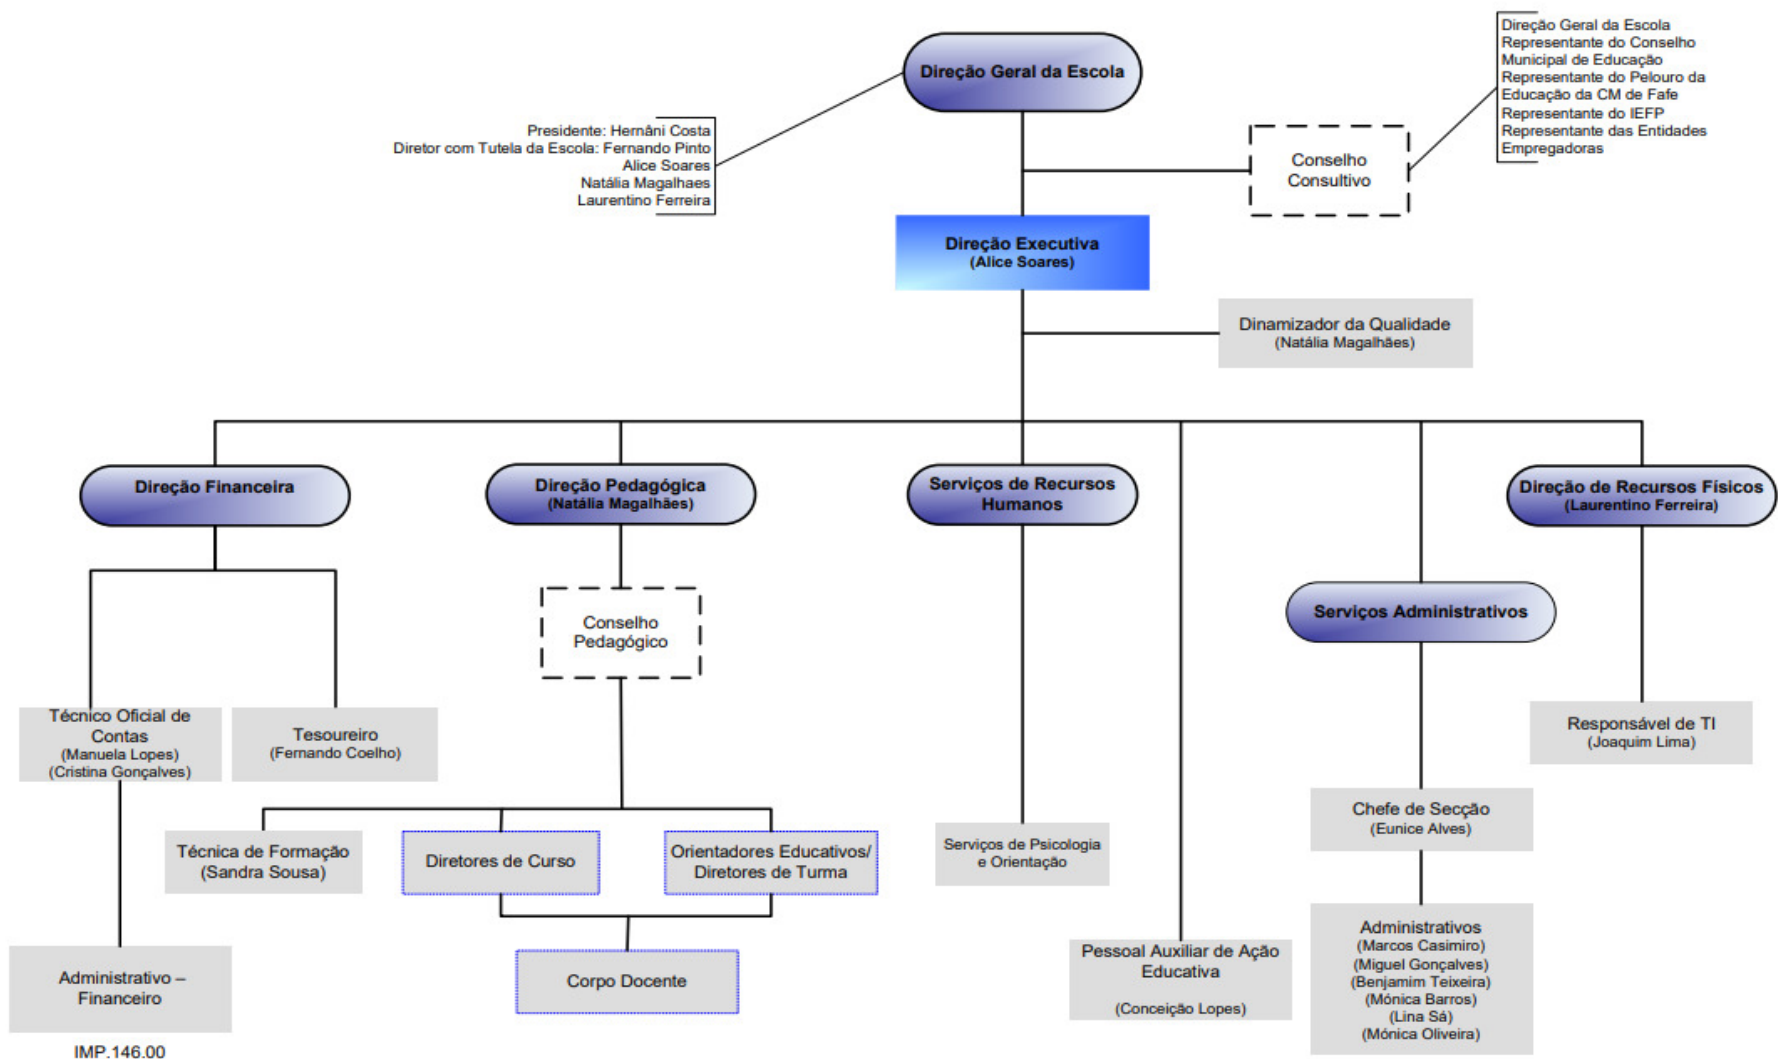 Direção Geral da Escola
Direção Geral da Escola
Representante do Conselho
Municipal de Educação
Representante do Pelouro da
Educação da CM de Fafe
Representante do IEFP
Representante das Entidades
Empregadoras
Presidente: Hernâni Costa
Diretor com Tutela da Escola: Fernando Pinto
Alice Soares
Natália Magalhaes
Laurentino Ferreira
Conselho
Consultivo
Direção Executiva
(Alice Soares)
Dinamizador da Qualidade
(Natália Magalhães)
Direção Financeira
Direção Pedagógica
(Natália Magalhães)
Serviços de Recursos
Humanos
Direção de Recursos Físicos
(Laurentino Ferreira)
Conselho
Pedagógico
Serviços Administrativos
Técnico Oficial de
Contas
(Manuela Lopes)
(Cristina Gonçalves)
Tesoureiro
(Fernando Coelho)
Responsável de TI
(Joaquim Lima)
Chefe de Secção
(Eunice Alves)
Técnica de Formação
(Sandra Sousa)
Diretores de Curso
Orientadores Educativos/
Diretores de Turma
Serviços de Psicologia
e Orientação
Administrativo –
Financeiro
Corpo Docente
Pessoal Auxiliar de Ação
Educativa
(Conceição Lopes)
Administrativos
(Marcos Casimiro)
(Miguel Gonçalves)
(Benjamim Teixeira)
(Mónica Barros)
(Lina Sá)
(Mónica Oliveira)
IMP.146.00